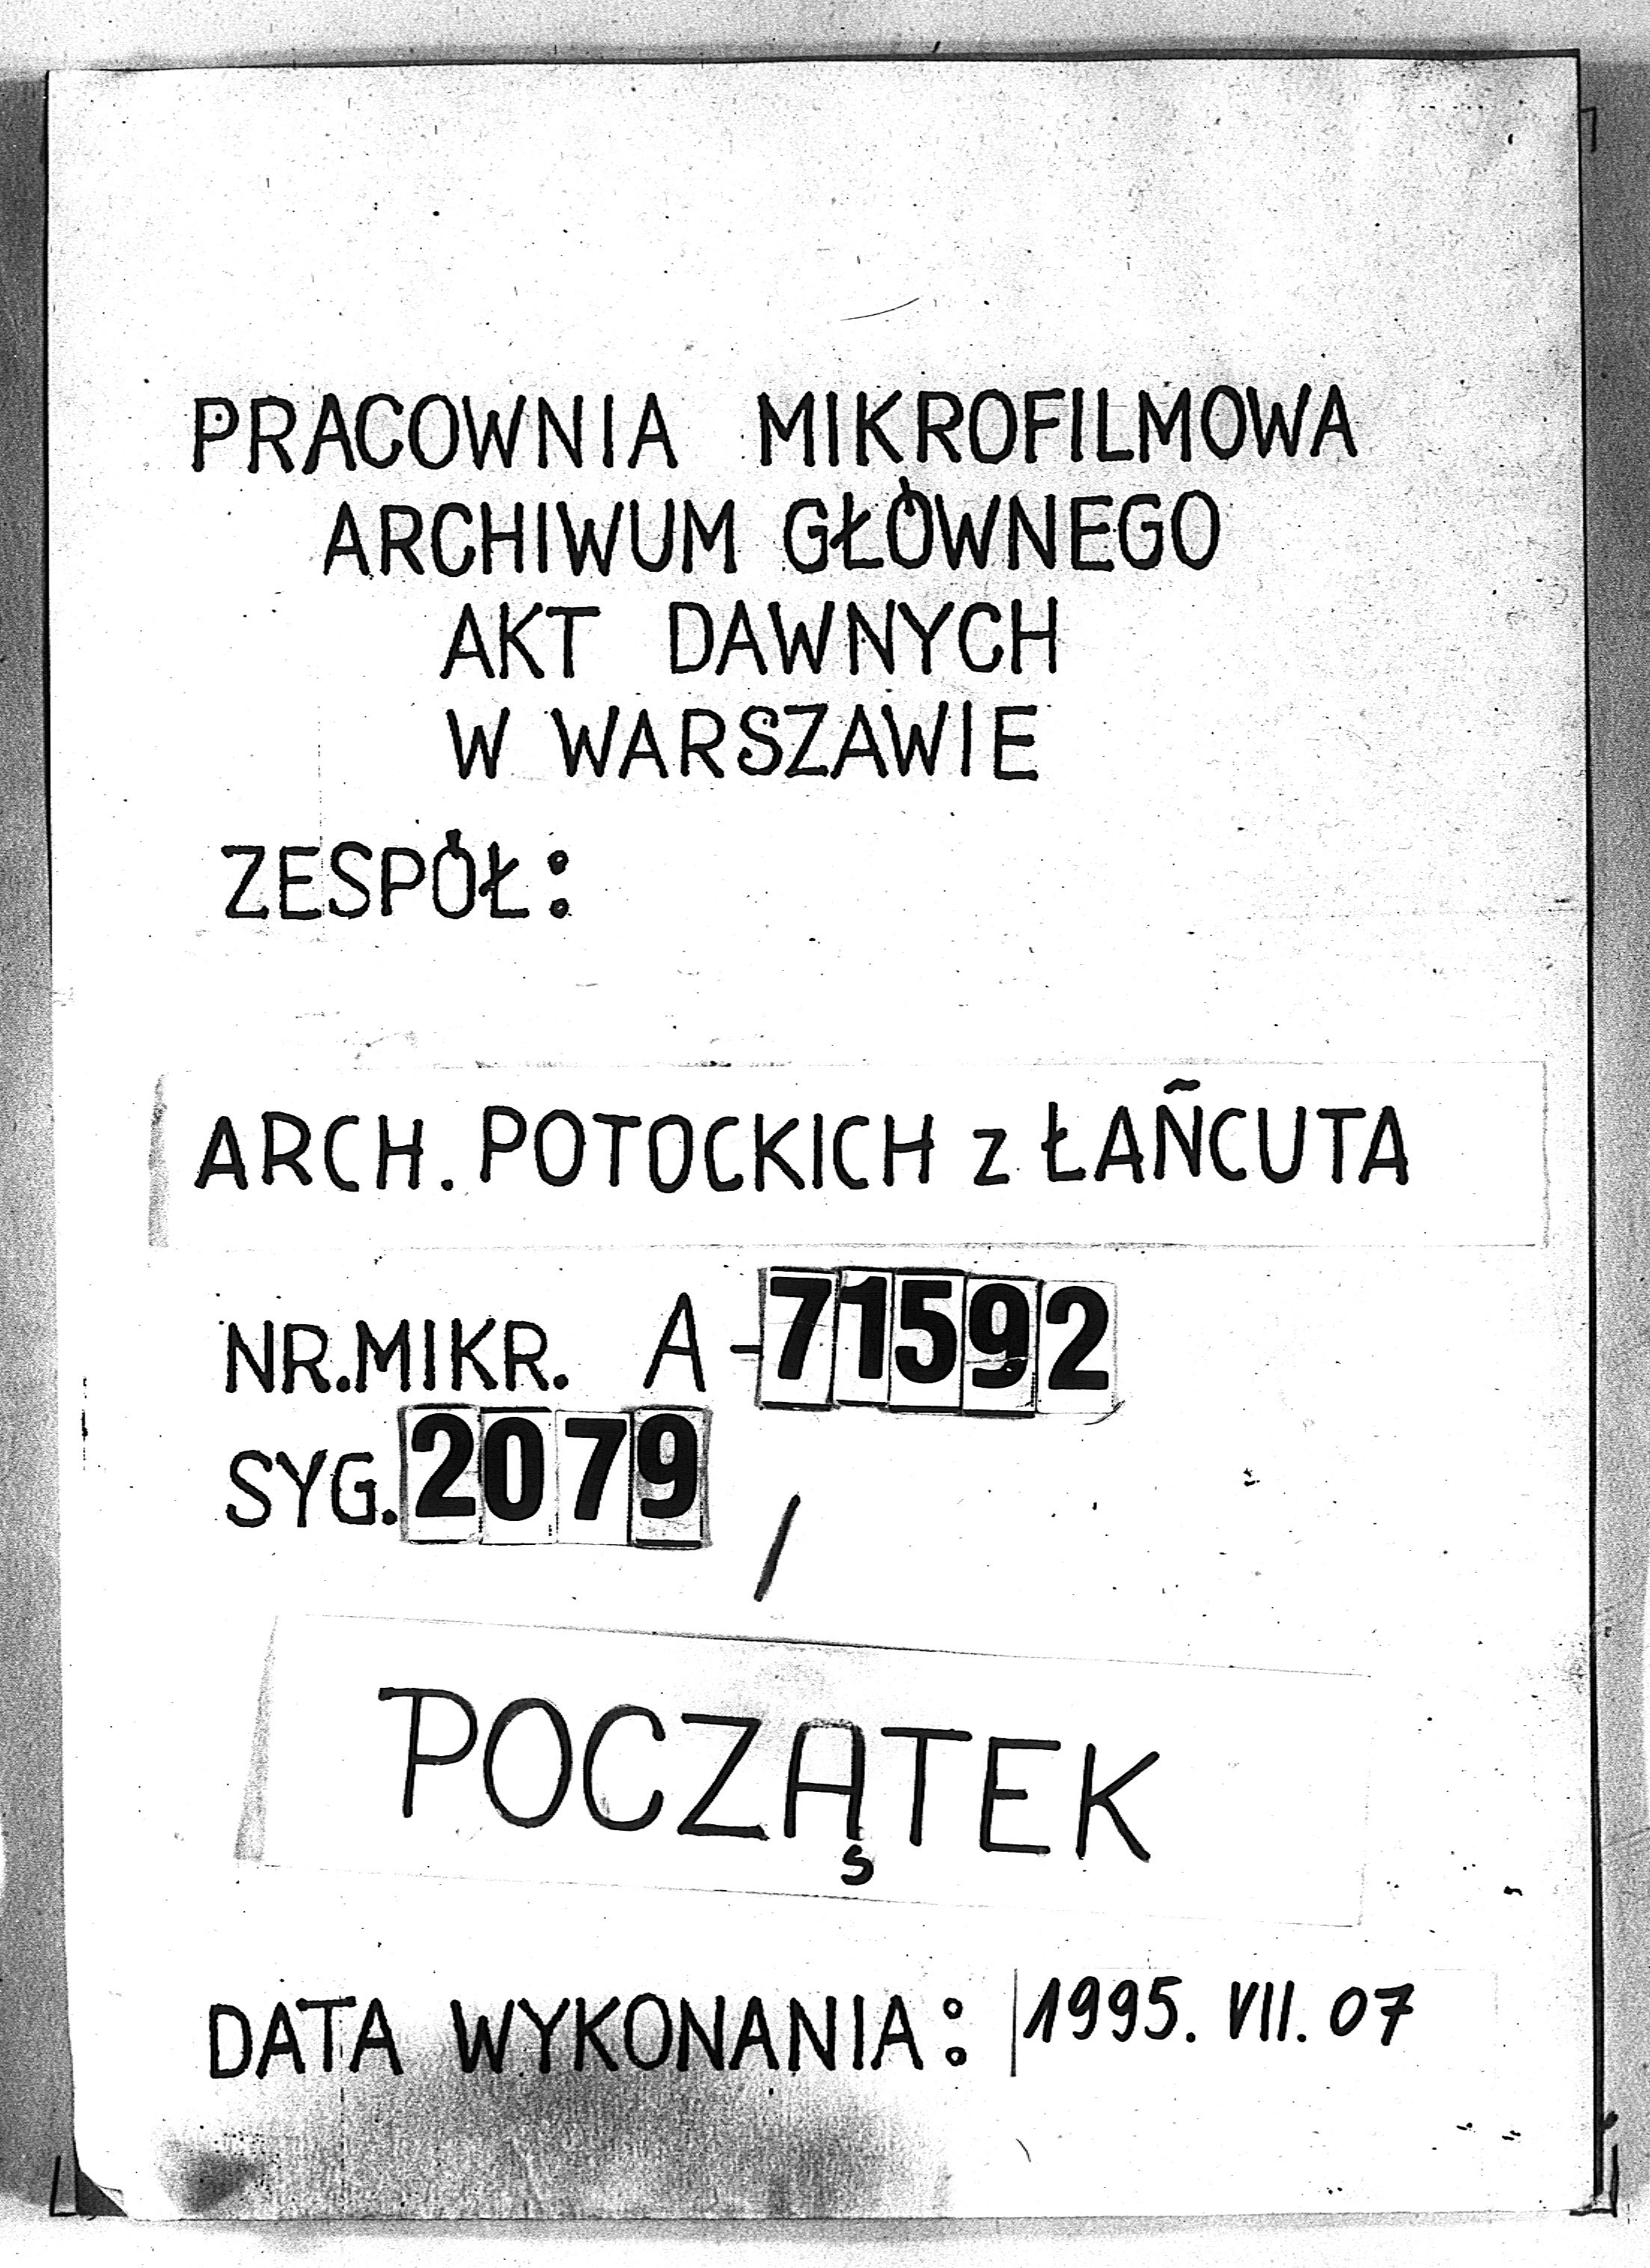 PRACOWNIA MIKROFILMOWA
ARCHIWUM GŁÓWNEGO
AKT DAWNYCH
W WARSZAWIE
ZESPÓŁ:
ARCH. POTOCKICH z ŁAŃCUTA
NR.MIKR. A-71592
SYG. 2079 /
POCZĄTEK
DATA WYKONANIA: 1995. VII. 07